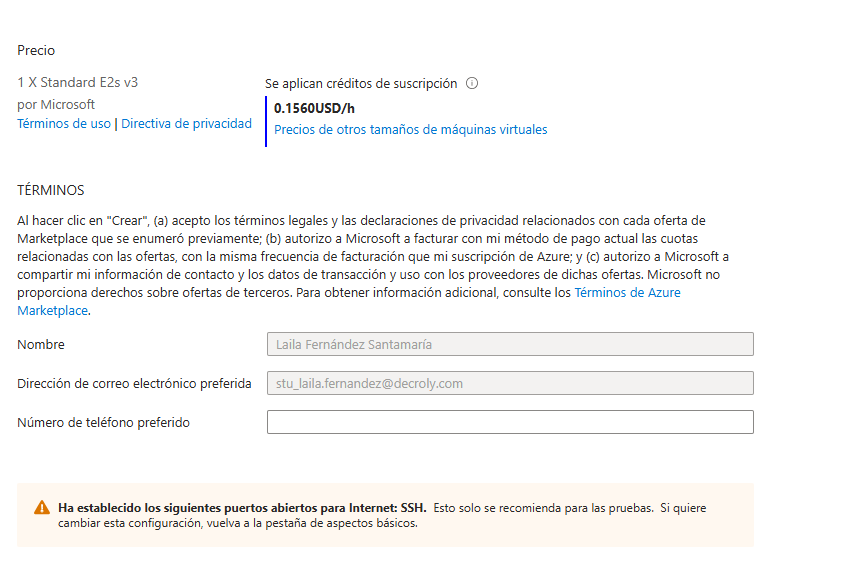 Precio
1 X Standard E2s v3
por Microsoft
Términos de uso | Directiva de privacidad
Se aplican créditos de suscripción
0.1560USD/h
Precios de otros tamaños de máquinas virtuales
TÉRMINOS
Al hacer clic en "Crear", (a) acepto los términos legales y las declaraciones de privacidad relacionados con cada oferta de
Marketplace que se enumeró previamente; (b) autorizo a Microsoft a facturar con mi método de pago actual las cuotas
relacionadas con las ofertas, con la misma frecuencia de facturación que mi suscripción de Azure; y (c) autorizo a Microsoft a
compartir mi información de contacto y los datos de transacción y uso con los proveedores de dichas ofertas. Microsoft no
proporciona derechos sobre ofertas de terceros. Para obtener información adicional, consulte los Términos de Azure
Marketplace.
Nombre
Laila Fernández Santamaría
Dirección de correo electrónico preferida
stu_laila.fernandez@decroly.com
Número de teléfono preferido
Ha establecido los siguientes puertos abiertos para Internet: SSH. Esto solo se recomienda para las pruebas. Si quiere
cambiar esta configuración, vuelva a la pestaña de aspectos básicos.